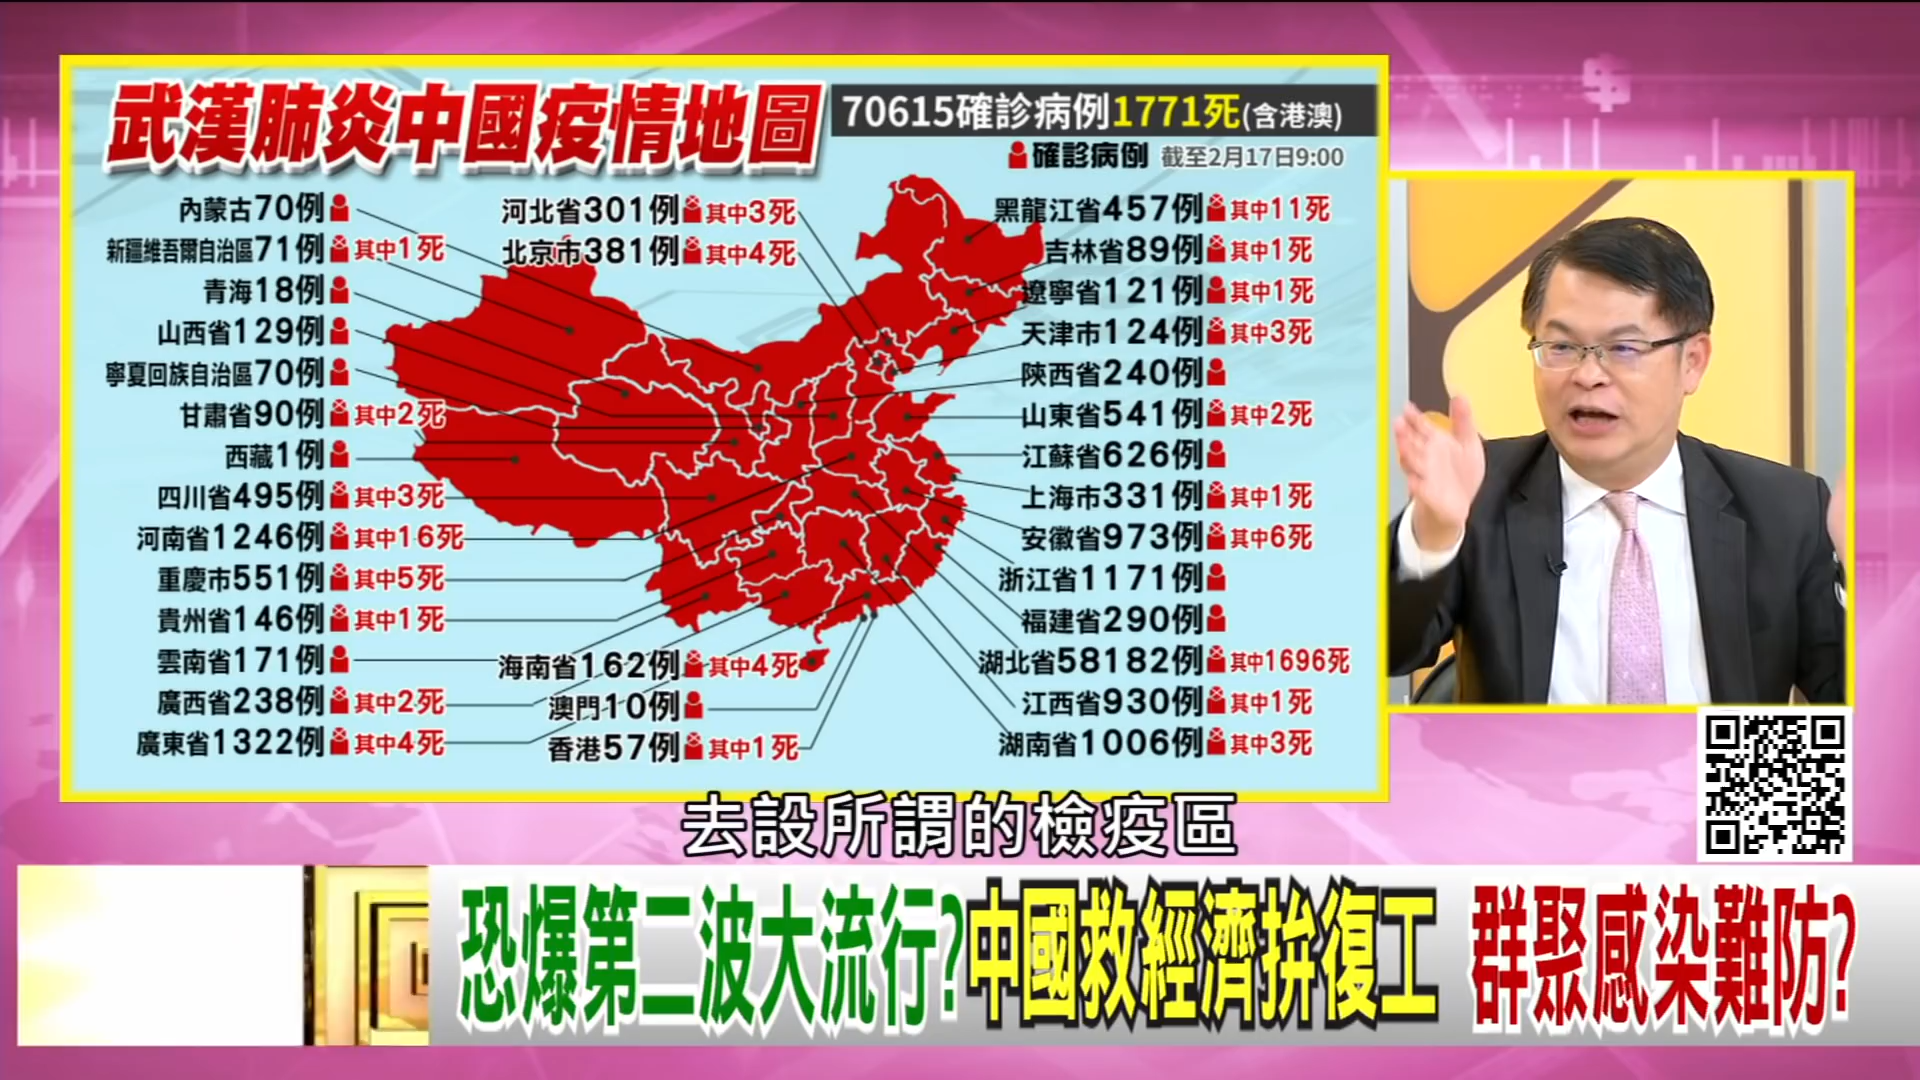 武漢肺炎中國疫情地圖
70615確診病例1771死(含港澳)
確診病例 截至2月17日9:00
內蒙古70例
新疆維吾爾自治區71例 其中1死
青海18例
山西省129例
寧夏回族自治區70例
甘肅省90例 其中2死
西藏1例
四川省495例 其中3死
河南省1246例 其中16死
重慶市551例 其中5死
貴州省146例 其中1死
雲南省171例
廣西省238例 其中2死
廣東省1322例 其中4死
河北省301例 其中3死
北京市381例 其中4死
海南省162例 其中4死
澳門10例
香港57例 其中1死
黑龍江省457例 其中11死
吉林省89例 其中1死
遼寧省121例 其中1死
天津市124例 其中3死
陝西省240例
山東省541例 其中2死
江蘇省626例
上海市331例 其中1死
安徽省973例 其中6死
浙江省1171例
福建省290例
湖北省58182例 其中1696死
江西省930例 其中1死
湖南省1006例 其中3死
去設所謂的檢疫區
恐爆第二波大流行?中國救經濟拚復工 群聚感染難防?